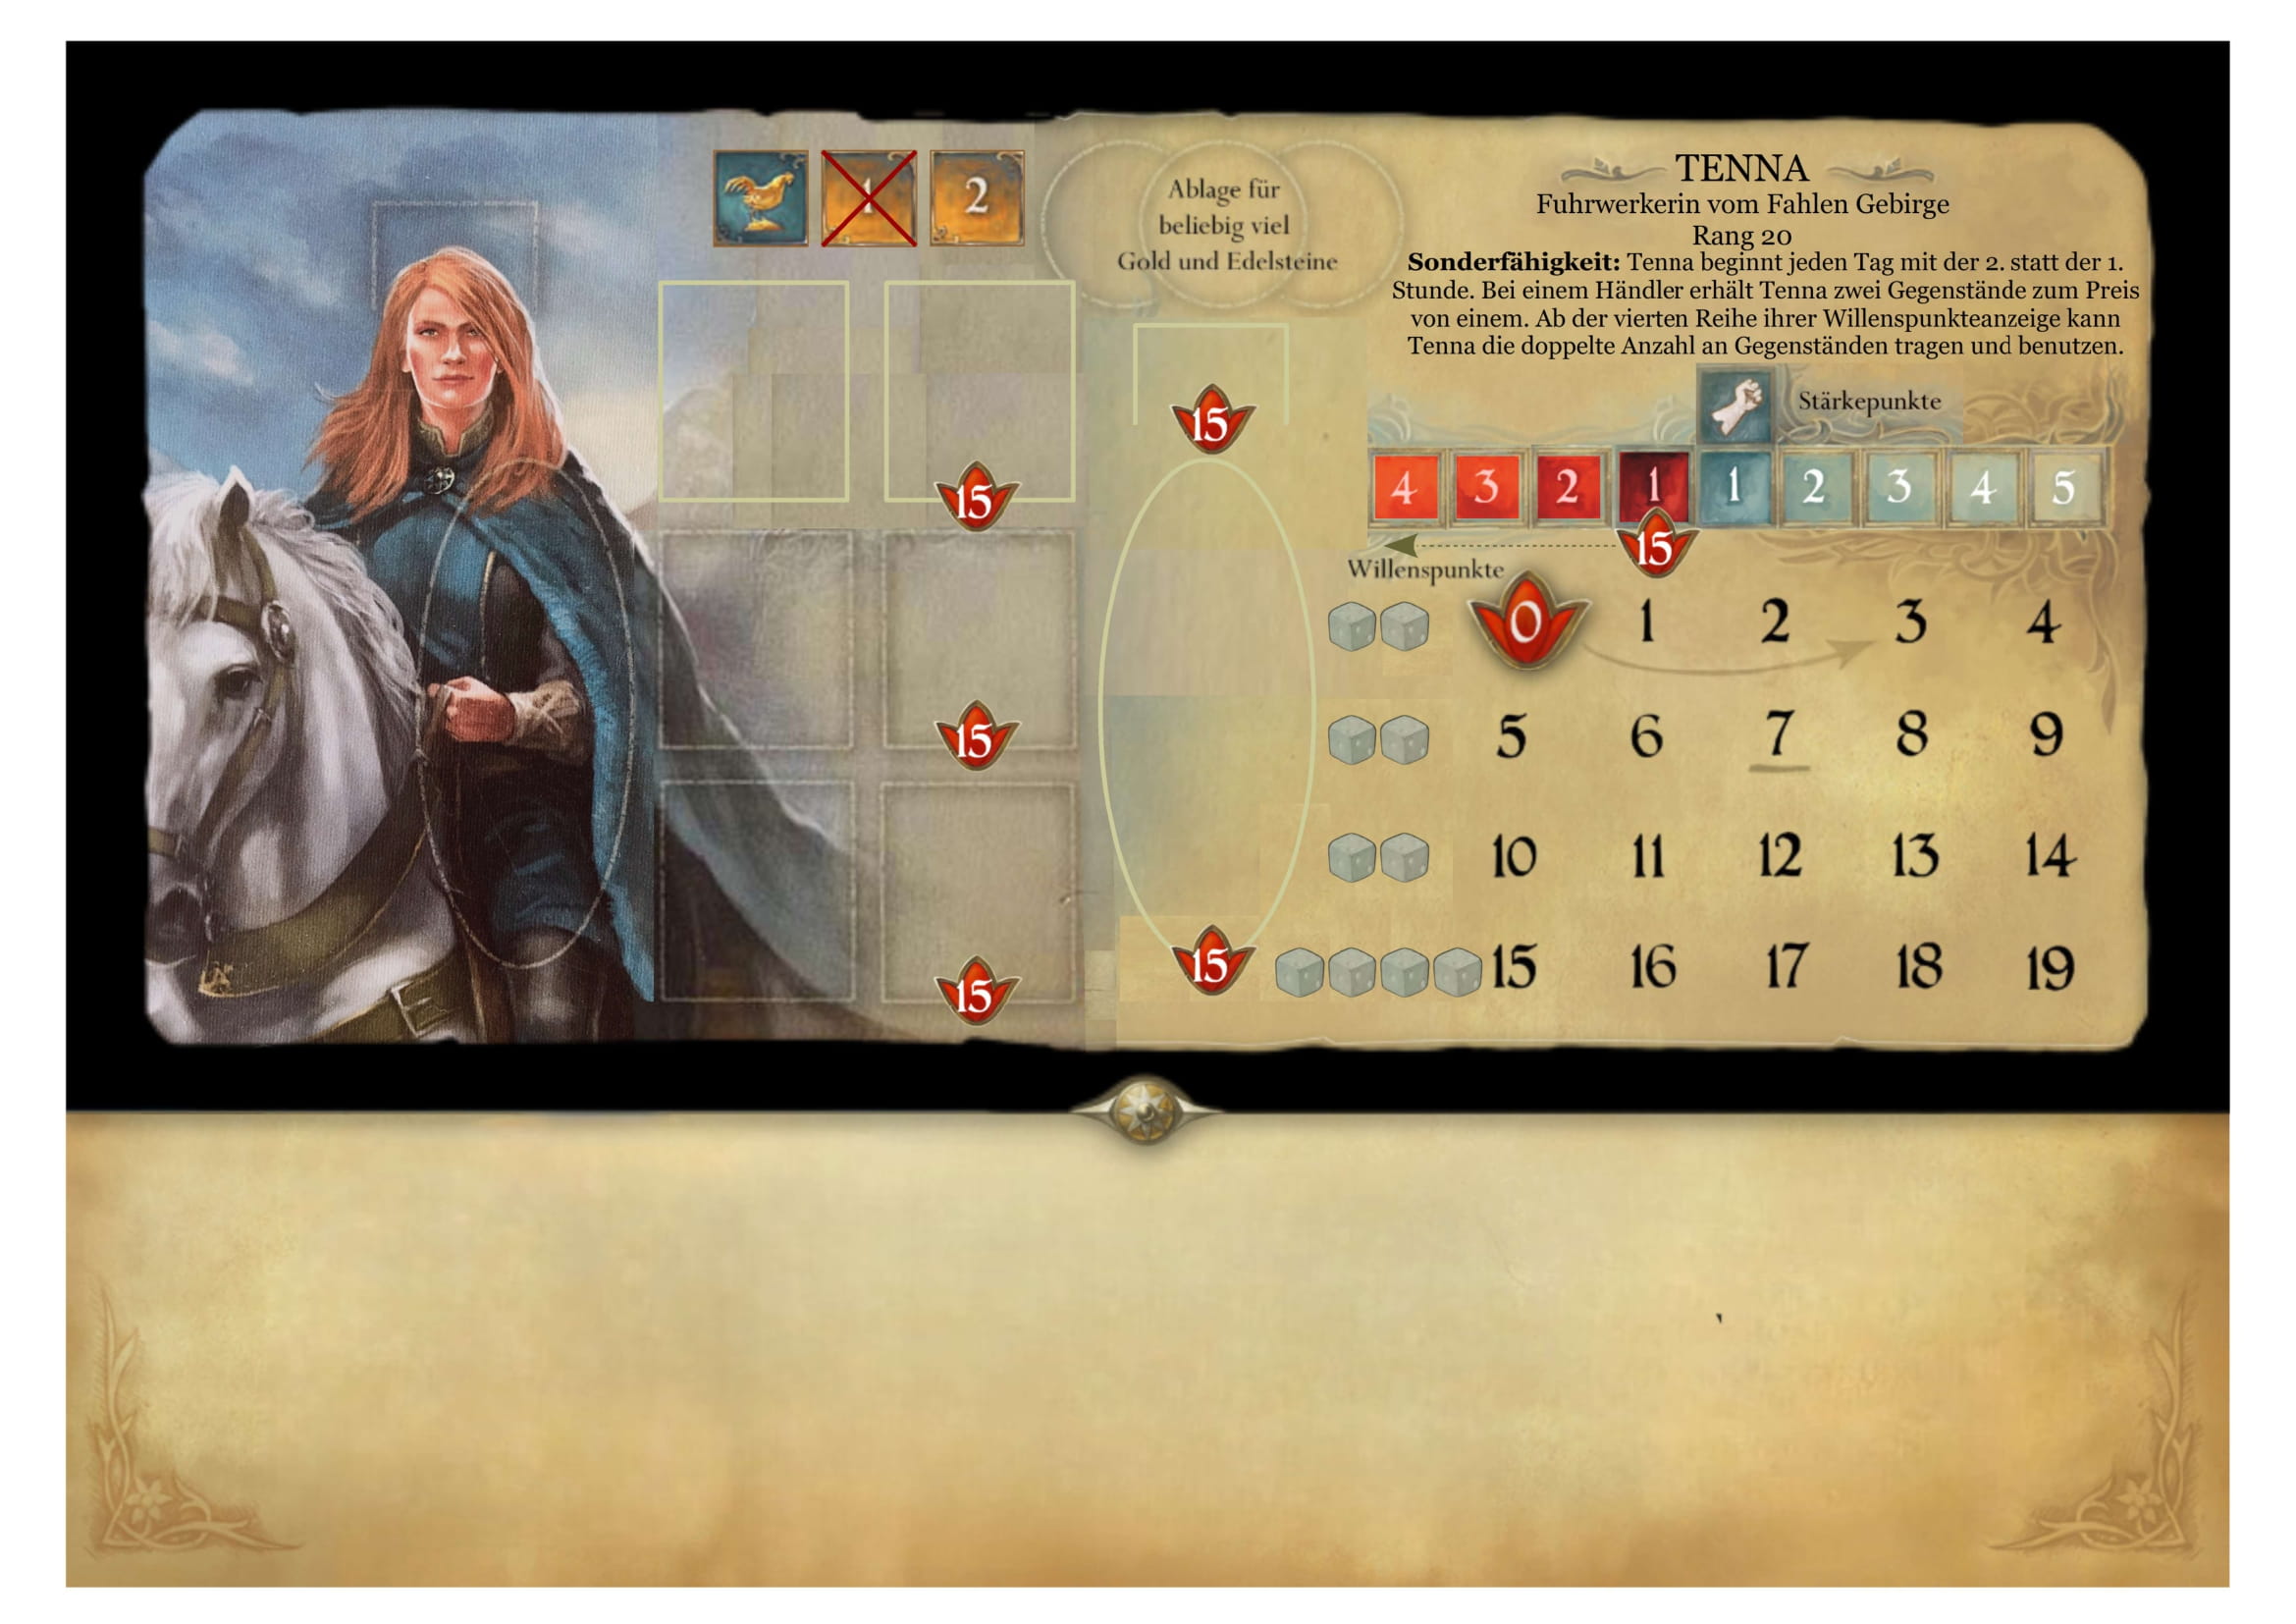 1 2
Ablage für
beliebig viel
Gold und Edelsteine
TENNA
Fuhrwerkerin vom Fahlen Gebirge
Rang 20
Sonderfähigkeit: Tenna beginnt jeden Tag mit der 2. statt der 1.
Stunde. Bei einem Händler erhält Tenna zwei Gegenstände zum Preis
von einem. Ab der vierten Reihe ihrer Willenspunkteanzeige kann
Tenna die doppelte Anzahl an Gegenständen tragen und benutzen.
Stärkepunkte
4 3 2 1 1 2 3 4 5
15
15
15
15
15
15
Willenspunkte
0 1 2 3 4
5 6 7 8 9
10 11 12 13 14
15 16 17 18 19